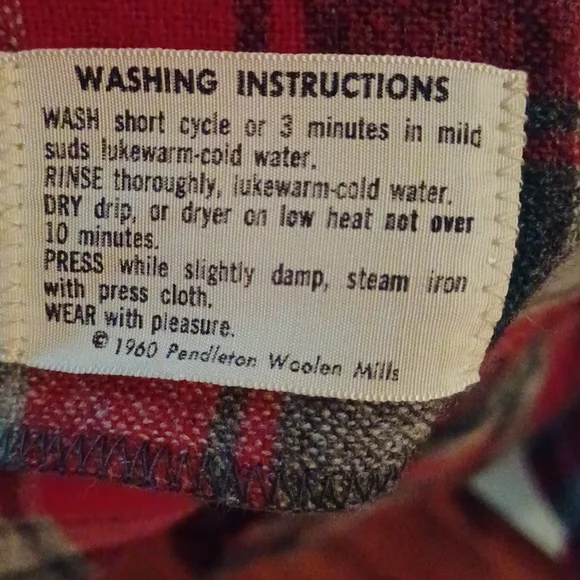 WASHING INSTRUCTIONS
WASH short cycle or 3 minutes in mild
suds lukewarm-cold water.
RINSE thoroughly, lukewarm-cold water.
DRY drip, or dryer on low heat not over
10 minutes.
PRESS while slightly damp, steam iron
with press cloth.
WEAR with pleasure.
© 1960 Pendleton Woolen Mills